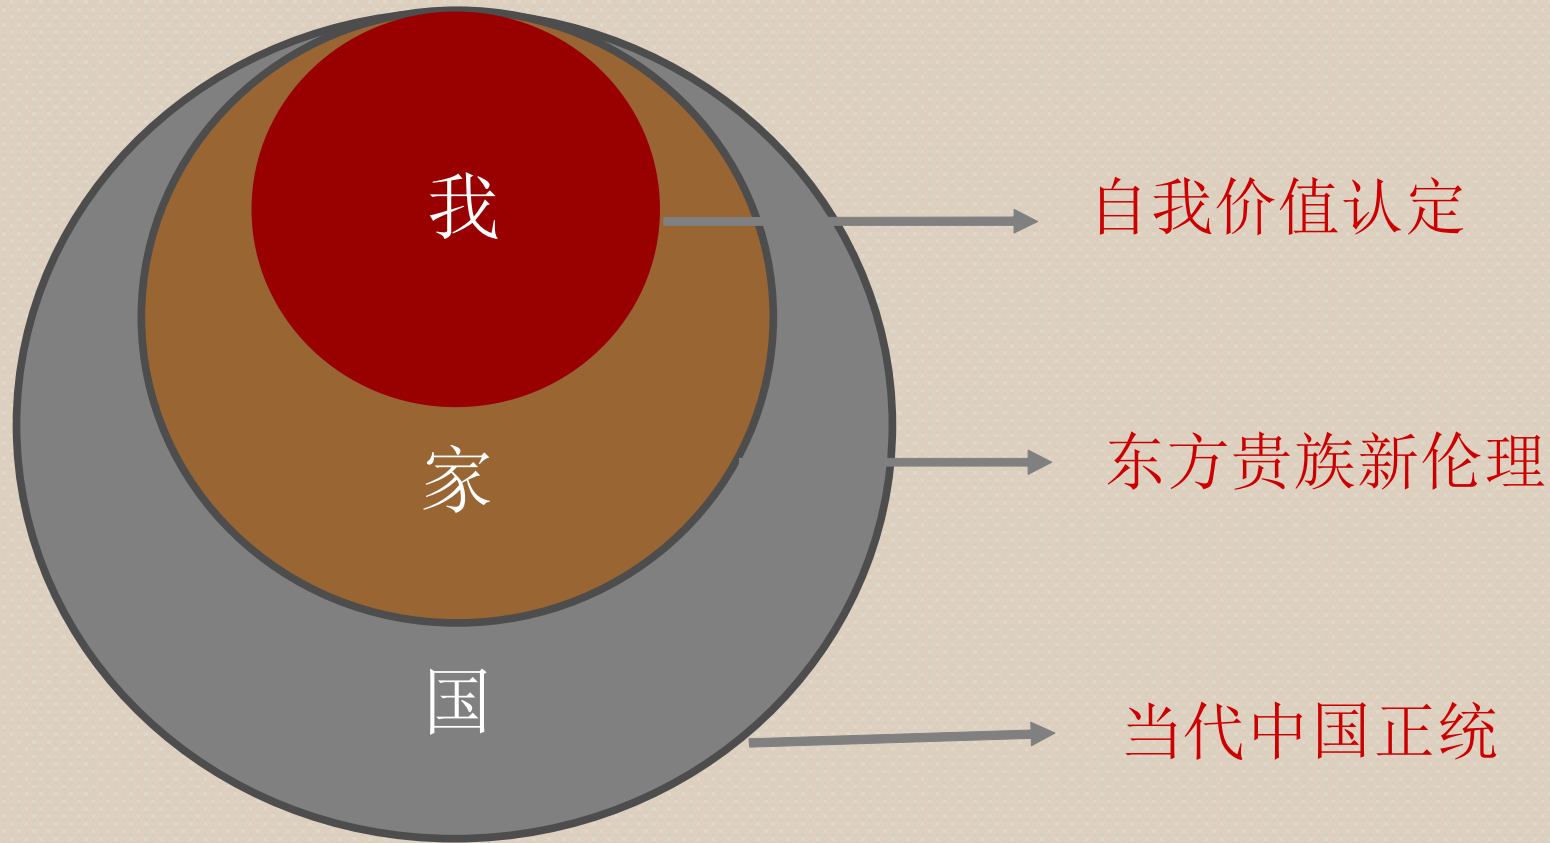 我
自我价值认定
家
东方贵族新伦理
国
当代中国正统